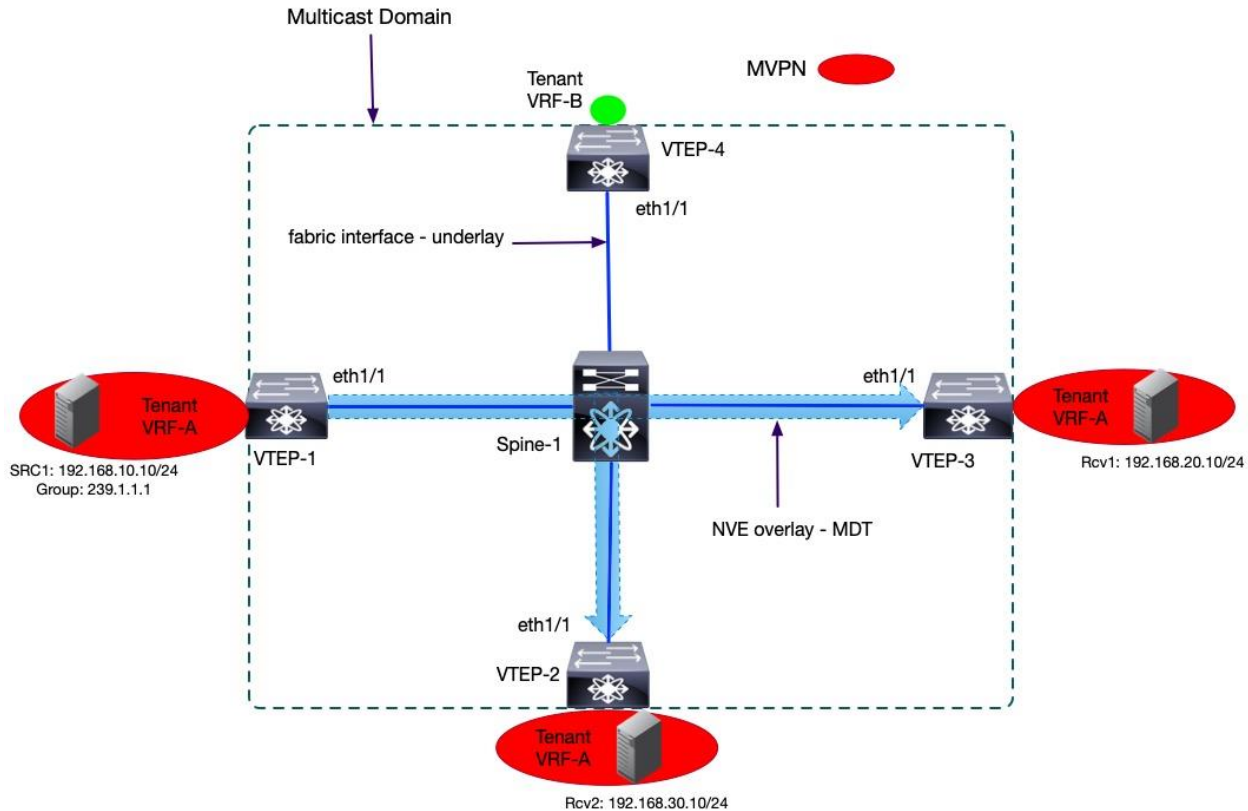 Multicast Domain
MVPN
Tenant
VRF-B
VTEP-4
eth1/1
fabric interface - underlay
eth1/1
eth1/1
Tenant
VRF-A
VTEP-1
Spine-1
VTEP-3
Tenant
VRF-A
SRC1: 192.168.10.10/24
Group: 239.1.1.1
Rcv1: 192.168.20.10/24
NVE overlay - MDT
eth1/1
VTEP-2
Tenant
VRF-A
Rcv2: 192.168.30.10/24